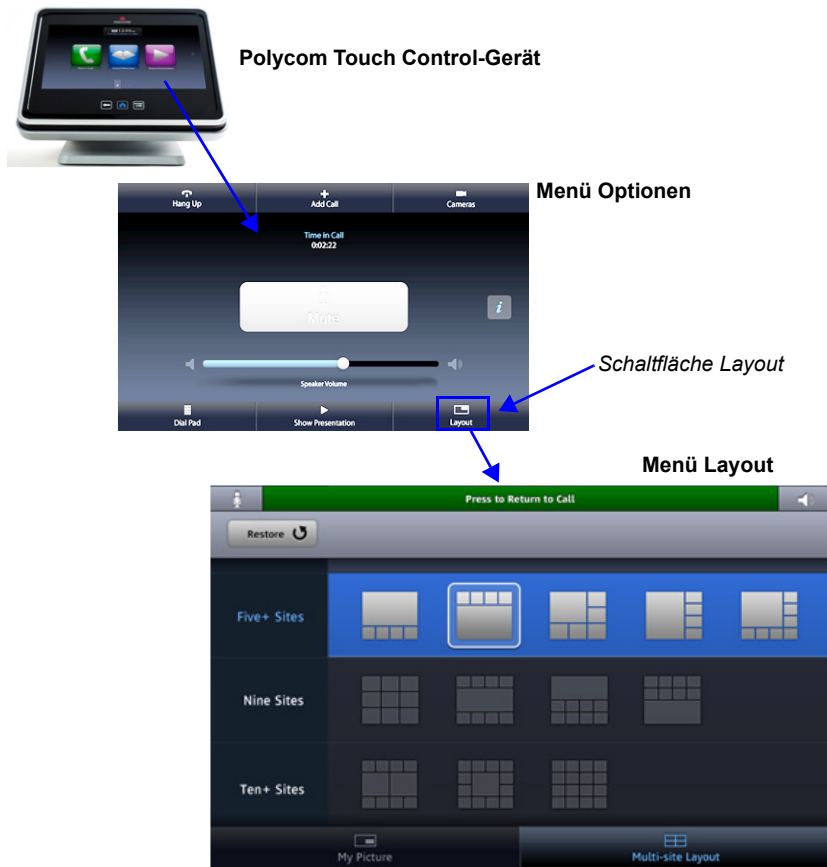 Polycom Touch Control-Gerät
Menü Optionen
Hang Up
Add Call
Cameras
Time in Call
0:02:22
Mute
i
Speaker Volume
Schaltfläche Layout
Dial Pad
Show Presentation
Layout
Menü Layout
Press to Return to Call
Restore
Five+ Sites
Nine Sites
Ten+ Sites
My Picture
Multi-site Layout